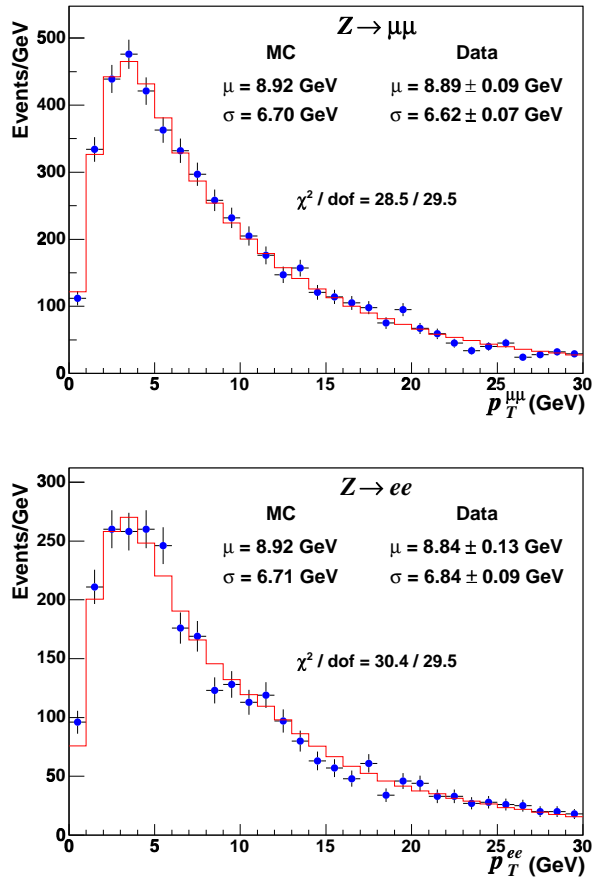 Z → μμ
MC Data
μ = 8.92 GeV μ = 8.89 ± 0.09 GeV
σ = 6.70 GeV σ = 6.62 ± 0.07 GeV
χ² / dof = 28.5 / 29.5
Events/GeV
500
400
300
200
100
0
0 5 10 15 20 25 30
p_T^μμ (GeV)
Z → ee
MC Data
μ = 8.92 GeV μ = 8.84 ± 0.13 GeV
σ = 6.71 GeV σ = 6.84 ± 0.09 GeV
χ² / dof = 30.4 / 29.5
Events/GeV
300
250
200
150
100
50
0
0 5 10 15 20 25 30
p_T^ee (GeV)